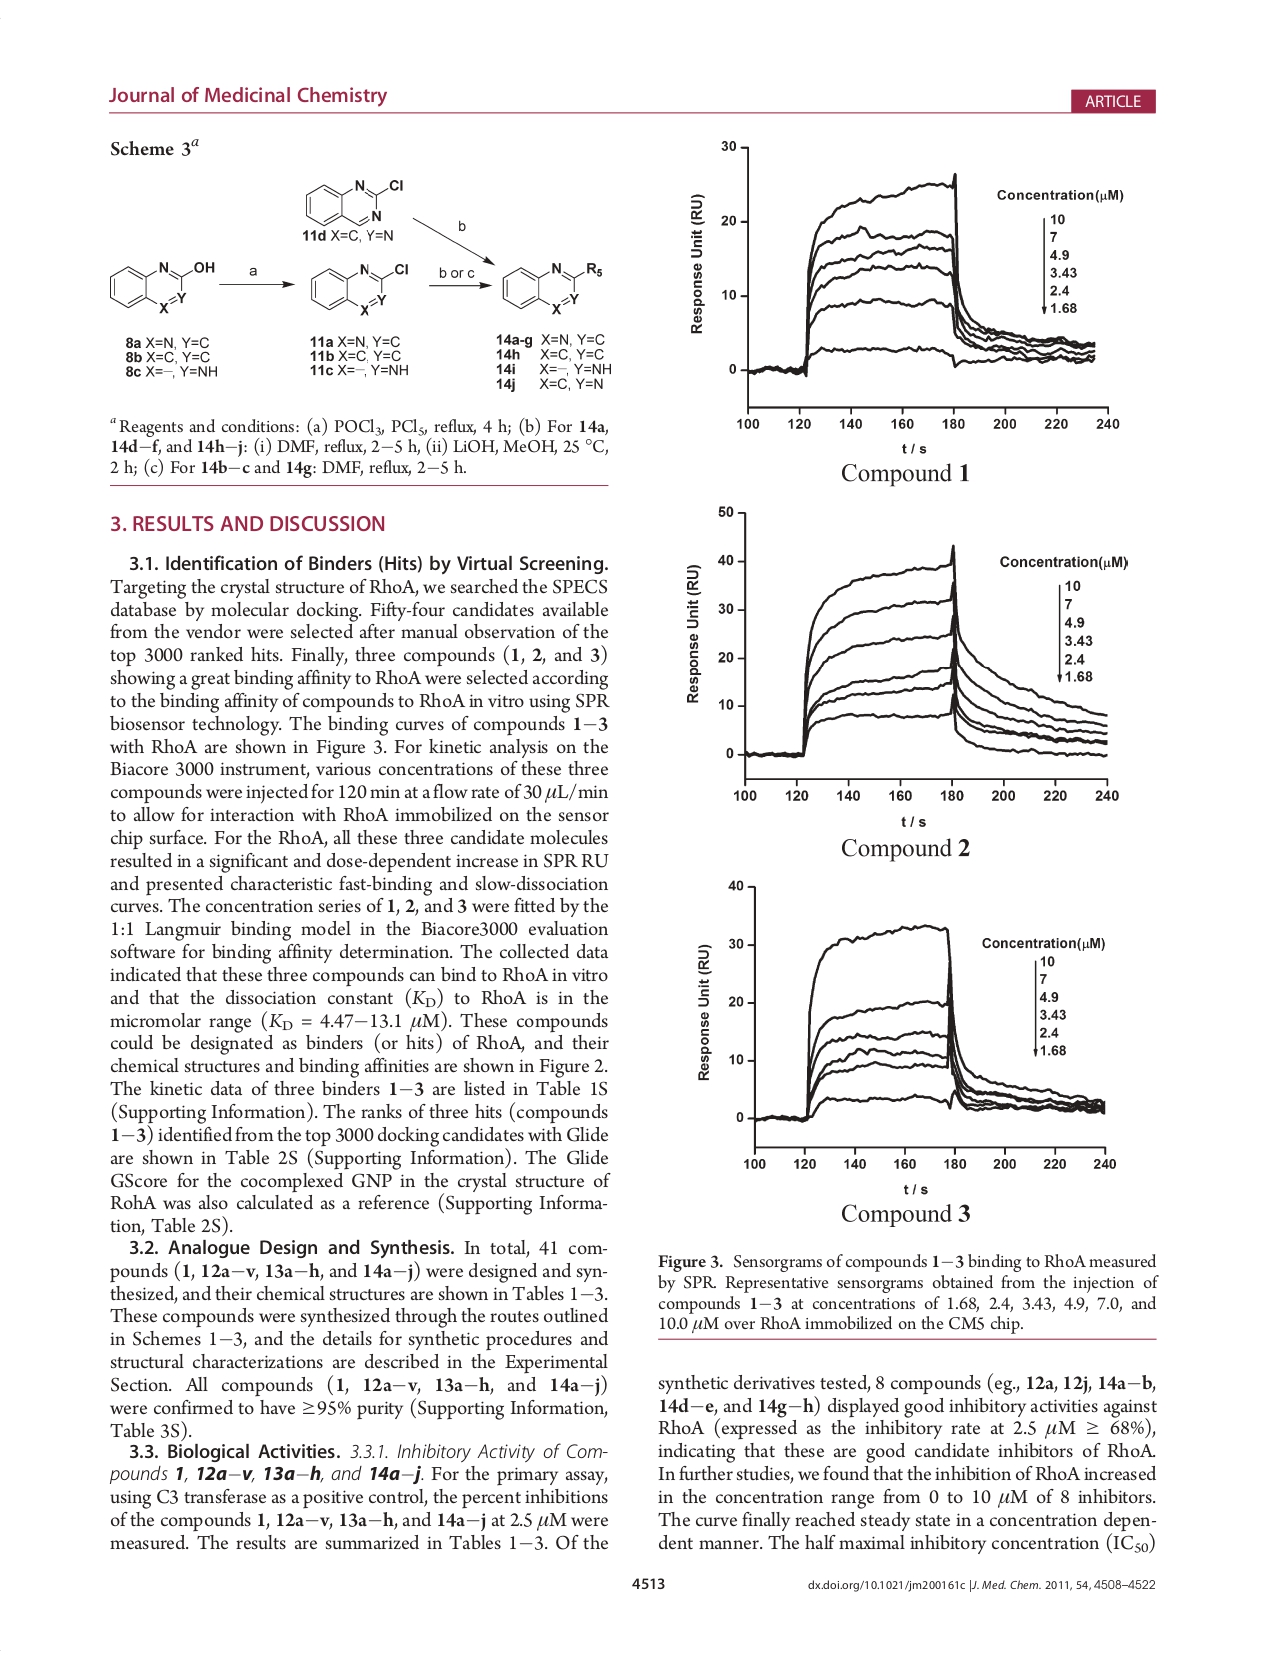 Journal of Medicinal Chemistry
ARTICLE
Scheme 3a
N
Cl
N
11d X=C, Y=N
b
N
OH
X
Y
a
N
Cl
X
Y
b or c
N
R5
X
Y
8a X=N, Y=C
8b X=C, Y=C
8c X=–, Y=NH
11a X=N, Y=C
11b X=C, Y=C
11c X=–, Y=NH
14a-g X=N, Y=C
14h X=C, Y=C
14i X=–, Y=NH
14j X=C, Y=N
a Reagents and conditions: (a) POCl3, PCl5, reflux, 4 h; (b) For 14a,
14d−f, and 14h−j: (i) DMF, reflux, 2−5 h, (ii) LiOH, MeOH, 25 °C,
2 h; (c) For 14b−c and 14g: DMF, reflux, 2−5 h.
3. RESULTS AND DISCUSSION
3.1. Identification of Binders (Hits) by Virtual Screening.
Targeting the crystal structure of RhoA, we searched the SPECS
database by molecular docking. Fifty-four candidates available
from the vendor were selected after manual observation of the
top 3000 ranked hits. Finally, three compounds (1, 2, and 3)
showing a great binding affinity to RhoA were selected according
to the binding affinity of compounds to RhoA in vitro using SPR
biosensor technology. The binding curves of compounds 1−3
with RhoA are shown in Figure 3. For kinetic analysis on the
Biacore 3000 instrument, various concentrations of these three
compounds were injected for 120 min at a flow rate of 30 μL/min
to allow for interaction with RhoA immobilized on the sensor
chip surface. For the RhoA, all these three candidate molecules
resulted in a significant and dose-dependent increase in SPR RU
and presented characteristic fast-binding and slow-dissociation
curves. The concentration series of 1, 2, and 3 were fitted by the
1:1 Langmuir binding model in the Biacore3000 evaluation
software for binding affinity determination. The collected data
indicated that these three compounds can bind to RhoA in vitro
and that the dissociation constant (KD) to RhoA is in the
micromolar range (KD = 4.47−13.1 μM). These compounds
could be designated as binders (or hits) of RhoA, and their
chemical structures and binding affinities are shown in Figure 2.
The kinetic data of three binders 1−3 are listed in Table 1S
(Supporting Information). The ranks of three hits (compounds
1−3) identified from the top 3000 docking candidates with Glide
are shown in Table 2S (Supporting Information). The Glide
GScore for the cocomplexed GNP in the crystal structure of
RohA was also calculated as a reference (Supporting Informa-
tion, Table 2S).
3.2. Analogue Design and Synthesis. In total, 41 com-
pounds (1, 12a−v, 13a−h, and 14a−j) were designed and syn-
thesized, and their chemical structures are shown in Tables 1−3.
These compounds were synthesized through the routes outlined
in Schemes 1−3, and the details for synthetic procedures and
structural characterizations are described in the Experimental
Section. All compounds (1, 12a−v, 13a−h, and 14a−j)
were confirmed to have ≥95% purity (Supporting Information,
Table 3S).
3.3. Biological Activities. 3.3.1. Inhibitory Activity of Com-
pounds 1, 12a−v, 13a−h, and 14a−j. For the primary assay,
using C3 transferase as a positive control, the percent inhibitions
of the compounds 1, 12a−v, 13a−h, and 14a−j at 2.5 μM were
measured. The results are summarized in Tables 1−3. Of the
30
20
10
0
Response Unit (RU)
Concentration(μM)
10
7
4.9
3.43
2.4
1.68
100 120 140 160 180 200 220 240
t / s
Compound 1
50
40
30
20
10
0
Response Unit (RU)
Concentration(μM)
10
7
4.9
3.43
2.4
1.68
100 120 140 160 180 200 220 240
t / s
Compound 2
40
30
20
10
0
Response Unit (RU)
Concentration(μM)
10
7
4.9
3.43
2.4
1.68
100 120 140 160 180 200 220 240
t / s
Compound 3
Figure 3. Sensorgrams of compounds 1−3 binding to RhoA measured
by SPR. Representative sensorgrams obtained from the injection of
compounds 1−3 at concentrations of 1.68, 2.4, 3.43, 4.9, 7.0, and
10.0 μM over RhoA immobilized on the CM5 chip.
synthetic derivatives tested, 8 compounds (eg., 12a, 12j, 14a−b,
14d−e, and 14g−h) displayed good inhibitory activities against
RhoA (expressed as the inhibitory rate at 2.5 μM ≥ 68%),
indicating that these are good candidate inhibitors of RhoA.
In further studies, we found that the inhibition of RhoA increased
in the concentration range from 0 to 10 μM of 8 inhibitors.
The curve finally reached steady state in a concentration depen-
dent manner. The half maximal inhibitory concentration (IC50)
4513
dx.doi.org/10.1021/jm200161c |J. Med. Chem. 2011, 54, 4508–4522